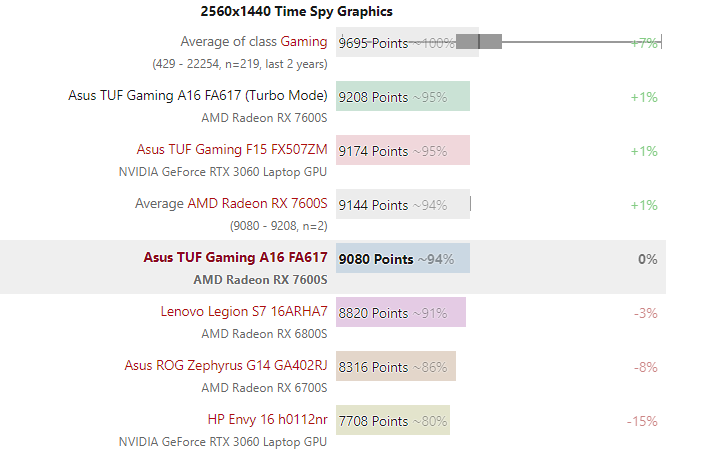 2560x1440 Time Spy Graphics
Average of class Gaming 9695 Points ~100% +7%
(429 - 22254, n=219, last 2 years)
Asus TUF Gaming A16 FA617 (Turbo Mode) 9208 Points ~95% +1%
AMD Radeon RX 7600S
Asus TUF Gaming F15 FX507ZM 9174 Points ~95% +1%
NVIDIA GeForce RTX 3060 Laptop GPU
Average AMD Radeon RX 7600S 9144 Points ~94% +1%
(9080 - 9208, n=2)
Asus TUF Gaming A16 FA617 9080 Points ~94% 0%
AMD Radeon RX 7600S
Lenovo Legion S7 16ARHA7 8820 Points ~91% -3%
AMD Radeon RX 6800S
Asus ROG Zephyrus G14 GA402RJ 8316 Points ~86% -8%
AMD Radeon RX 6700S
HP Envy 16 h0112nr 7708 Points ~80% -15%
NVIDIA GeForce RTX 3060 Laptop GPU